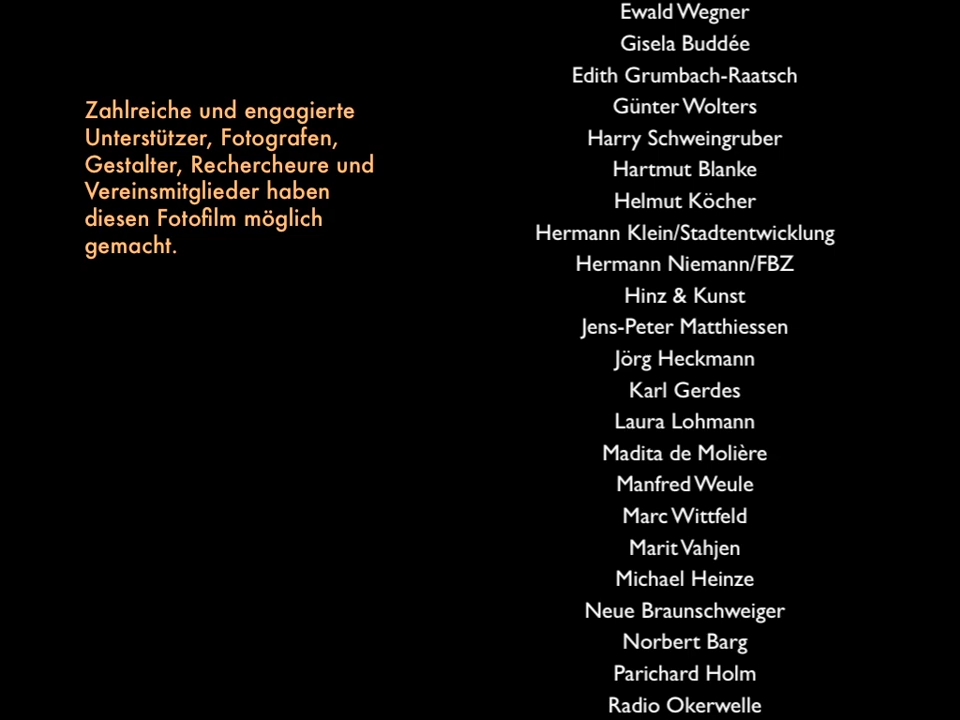 Zahlreiche und engagierte
Unterstützer, Fotografen,
Gestalter, Rechercheure und
Vereinsmitglieder haben
diesen Fotofilm möglich
gemacht.
Ewald Wegner
Gisela Buddée
Edith Grumbach-Raatsch
Günter Wolters
Harry Schweingruber
Hartmut Blanke
Helmut Köcher
Hermann Klein/Stadtentwicklung
Hermann Niemann/FBZ
Hinz & Kunst
Jens-Peter Matthiessen
Jörg Heckmann
Karl Gerdes
Laura Lohmann
Madita de Molière
Manfred Weule
Marc Wittfeld
Marit Vahjen
Michael Heinze
Neue Braunschweiger
Norbert Barg
Parichard Holm
Radio Okerwelle